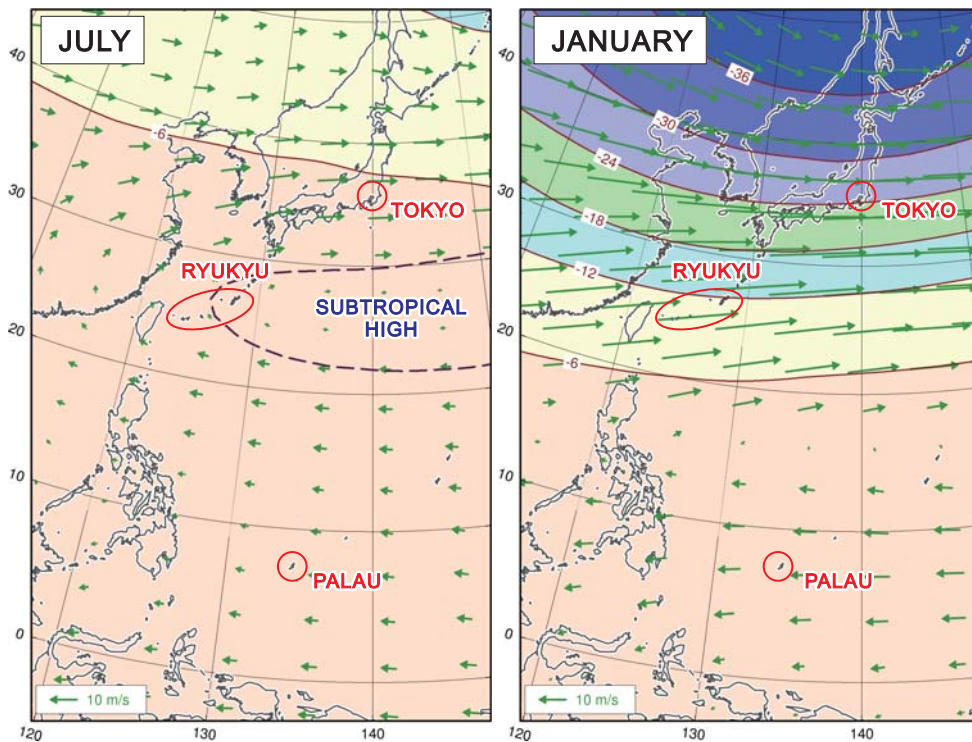 JULY
-6
TOKYO
RYUKYU
SUBTROPICAL
HIGH
PALAU
10 m/s
40
30
20
10
0
120
130
140
JANUARY
-36
-30
-24
-18
-12
-6
TOKYO
RYUKYU
PALAU
10 m/s
40
30
20
10
0
120
130
140